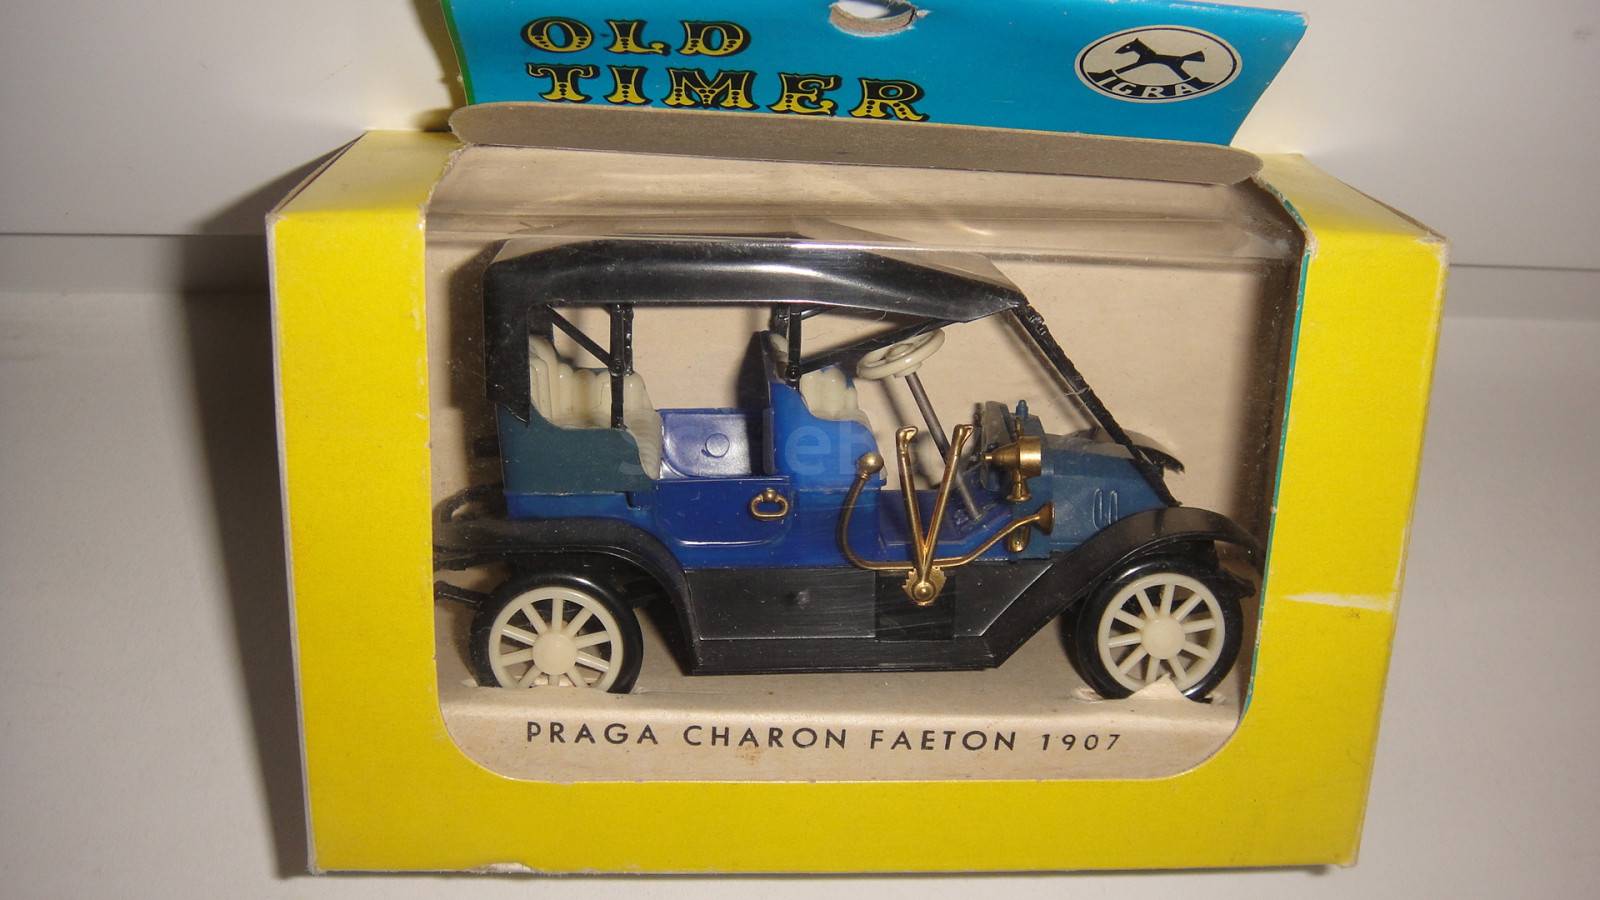 OLD
TIMER
IGRA
PRAGA CHARON FAETON 1907